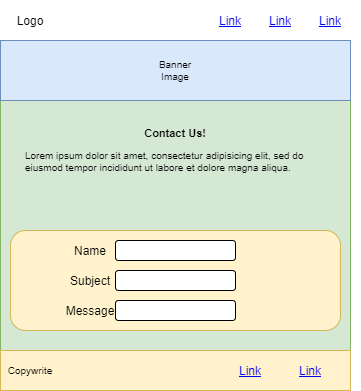 Logo Link Link Link
Banner
Image
Contact Us!
Lorem ipsum dolor sit amet, consectetur adipisicing elit, sed do
eiusmod tempor incididunt ut labore et dolore magna aliqua.
Name
Subject
Message
Copywrite Link Link